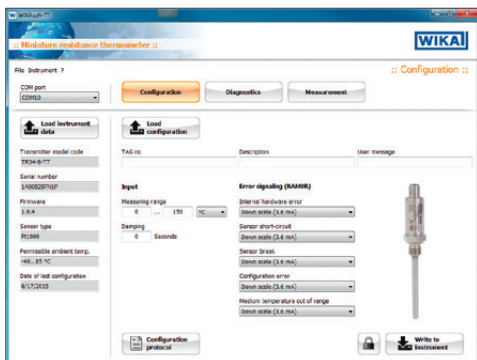 WIKAsoft-TT
:: Miniature resistance thermometer ::
WIKA
File Instrument ?
:: Configuration ::
COM port
COM10
Configuration
Diagnostics
Measurement
Load instrument data
Load configuration
Transmitter model code
TR34-B-TT
TAG no
Description
User message
Serial number
Firmware
1.0.4
Sensor type
Pt1000
Permissible ambient temp.
-40...85 °C
Date of last configuration
6/17/2015
Input
Measuring range
0 ... 150 °C
Damping
0 Seconds
Error signaling (NAMUR)
Internal hardware error
Down scale (3.6 mA)
Sensor short-circuit
Down scale (3.6 mA)
Sensor break
Down scale (3.6 mA)
Configuration error
Down scale (3.6 mA)
Medium temperature out of range
Down scale (3.6 mA)
Configuration protocol
Write to instrument